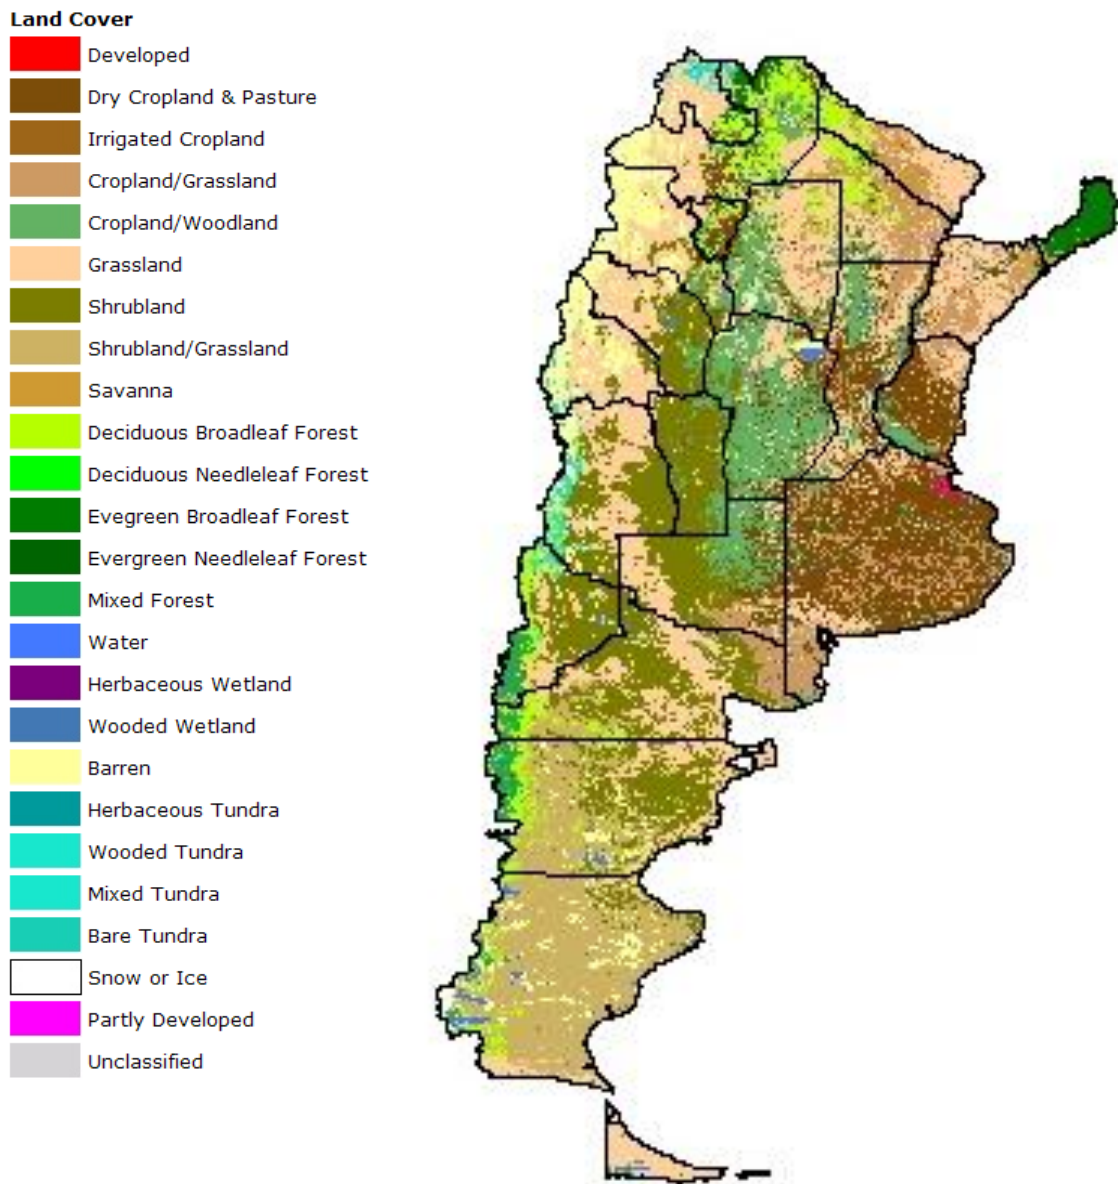 Land Cover
Developed
Dry Cropland & Pasture
Irrigated Cropland
Cropland/Grassland
Cropland/Woodland
Grassland
Shrubland
Shrubland/Grassland
Savanna
Deciduous Broadleaf Forest
Deciduous Needleleaf Forest
Evegreen Broadleaf Forest
Evergreen Needleleaf Forest
Mixed Forest
Water
Herbaceous Wetland
Wooded Wetland
Barren
Herbaceous Tundra
Wooded Tundra
Mixed Tundra
Bare Tundra
Snow or Ice
Partly Developed
Unclassified